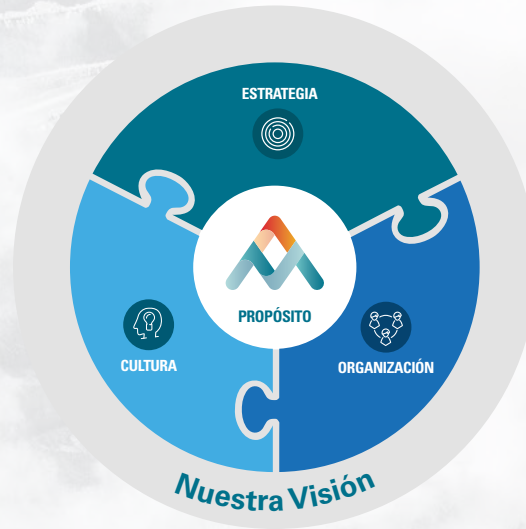 ESTRATEGIA
PROPÓSITO
CULTURA
ORGANIZACIÓN
Nuestra Visión